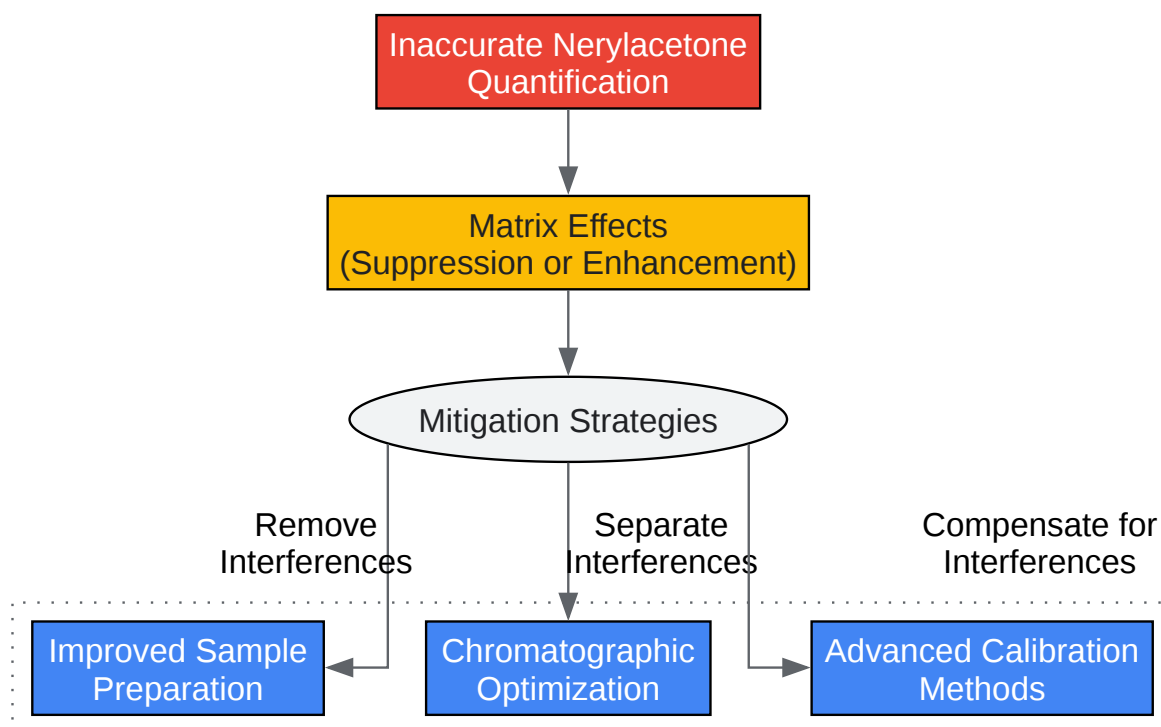 Inaccurate Nerylacetone
Quantification
Matrix Effects
(Suppression or Enhancement)
Mitigation Strategies
Remove
Interferences
Separate
Interferences
Compensate for
Interferences
Improved Sample
Preparation
Chromatographic
Optimization
Advanced Calibration
Methods